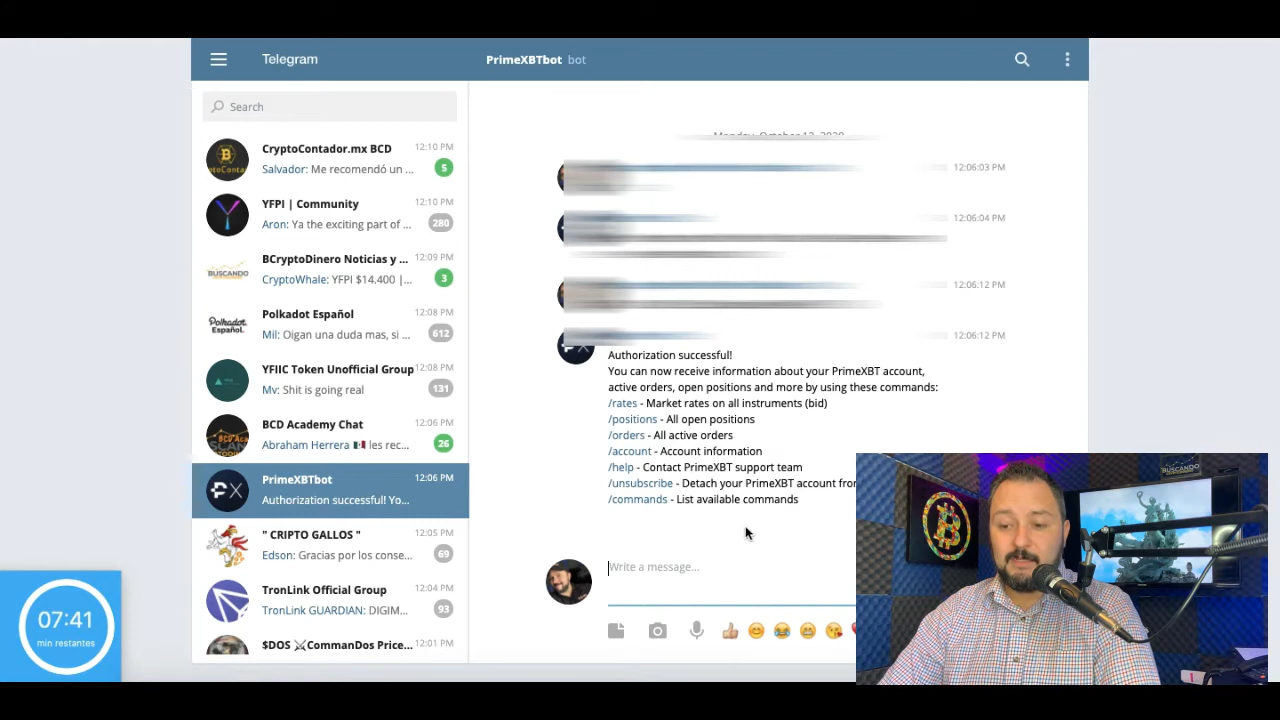 Telegram
PrimeXBTbot bot
Search
CryptoContador.mx BCD 12:10 PM
Salvador: Me recomendó un ... 5
YFPI | Community 12:10 PM
Aron: Ya the exciting part of ... 280
BCryptoDinero Noticias y ... 12:09 PM
CryptoWhale: YFPI $14.400 |... 3
Polkadot Español 12:08 PM
Mil: Oigan una duda mas, si ... 612
YFIIC Token Unofficial Group 12:08 PM
Mv: Shit is going real 131
BCD Academy Chat 12:06 PM
Abraham Herrera 🇲🇽 les rec... 26
PrimeXBTbot 12:06 PM
Authorization successful! Yo...
" CRIPTO GALLOS " 12:05 PM
Edson: Gracias por los conse... 69
TronLink Official Group 12:04 PM
TronLink GUARDIAN: DIGIM... 93
$DOS ⚔CommanDos Price... 12:01 PM
Monday, October 12, 2020
12:06:03 PM
12:06:04 PM
12:06:12 PM
12:06:12 PM
Authorization successful!
You can now receive information about your PrimeXBT account,
active orders, open positions and more by using these commands:
/rates - Market rates on all instruments (bid)
/positions - All open positions
/orders - All active orders
/account - Account information
/help - Contact PrimeXBT support team
/unsubscribe - Detach your PrimeXBT account from
/commands - List available commands
Write a message...
07:41
min restantes
BUSCANDO
Polkadot
Español.
BUSCANDO